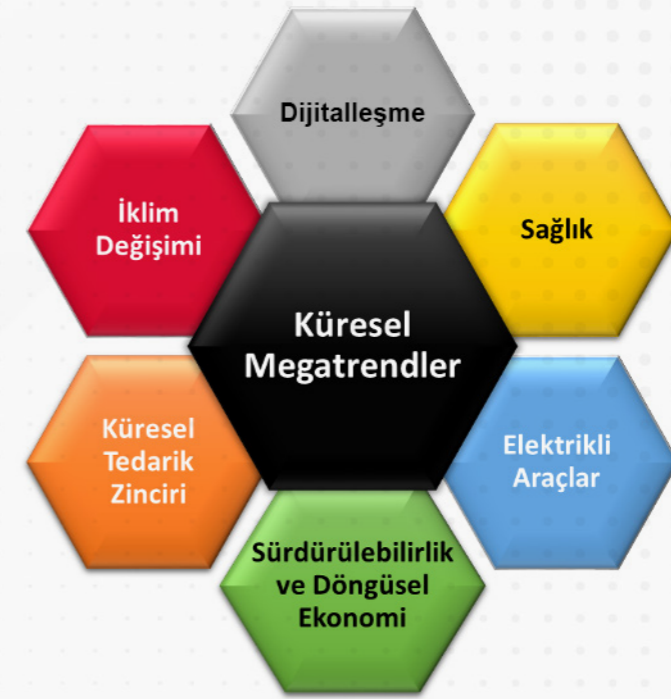 Dijitalleşme
İklim
Değişimi
Sağlık
Küresel
Megatrendler
Küresel
Tedarik
Zinciri
Elektrikli
Araçlar
Sürdürülebilirlik
ve Döngüsel
Ekonomi